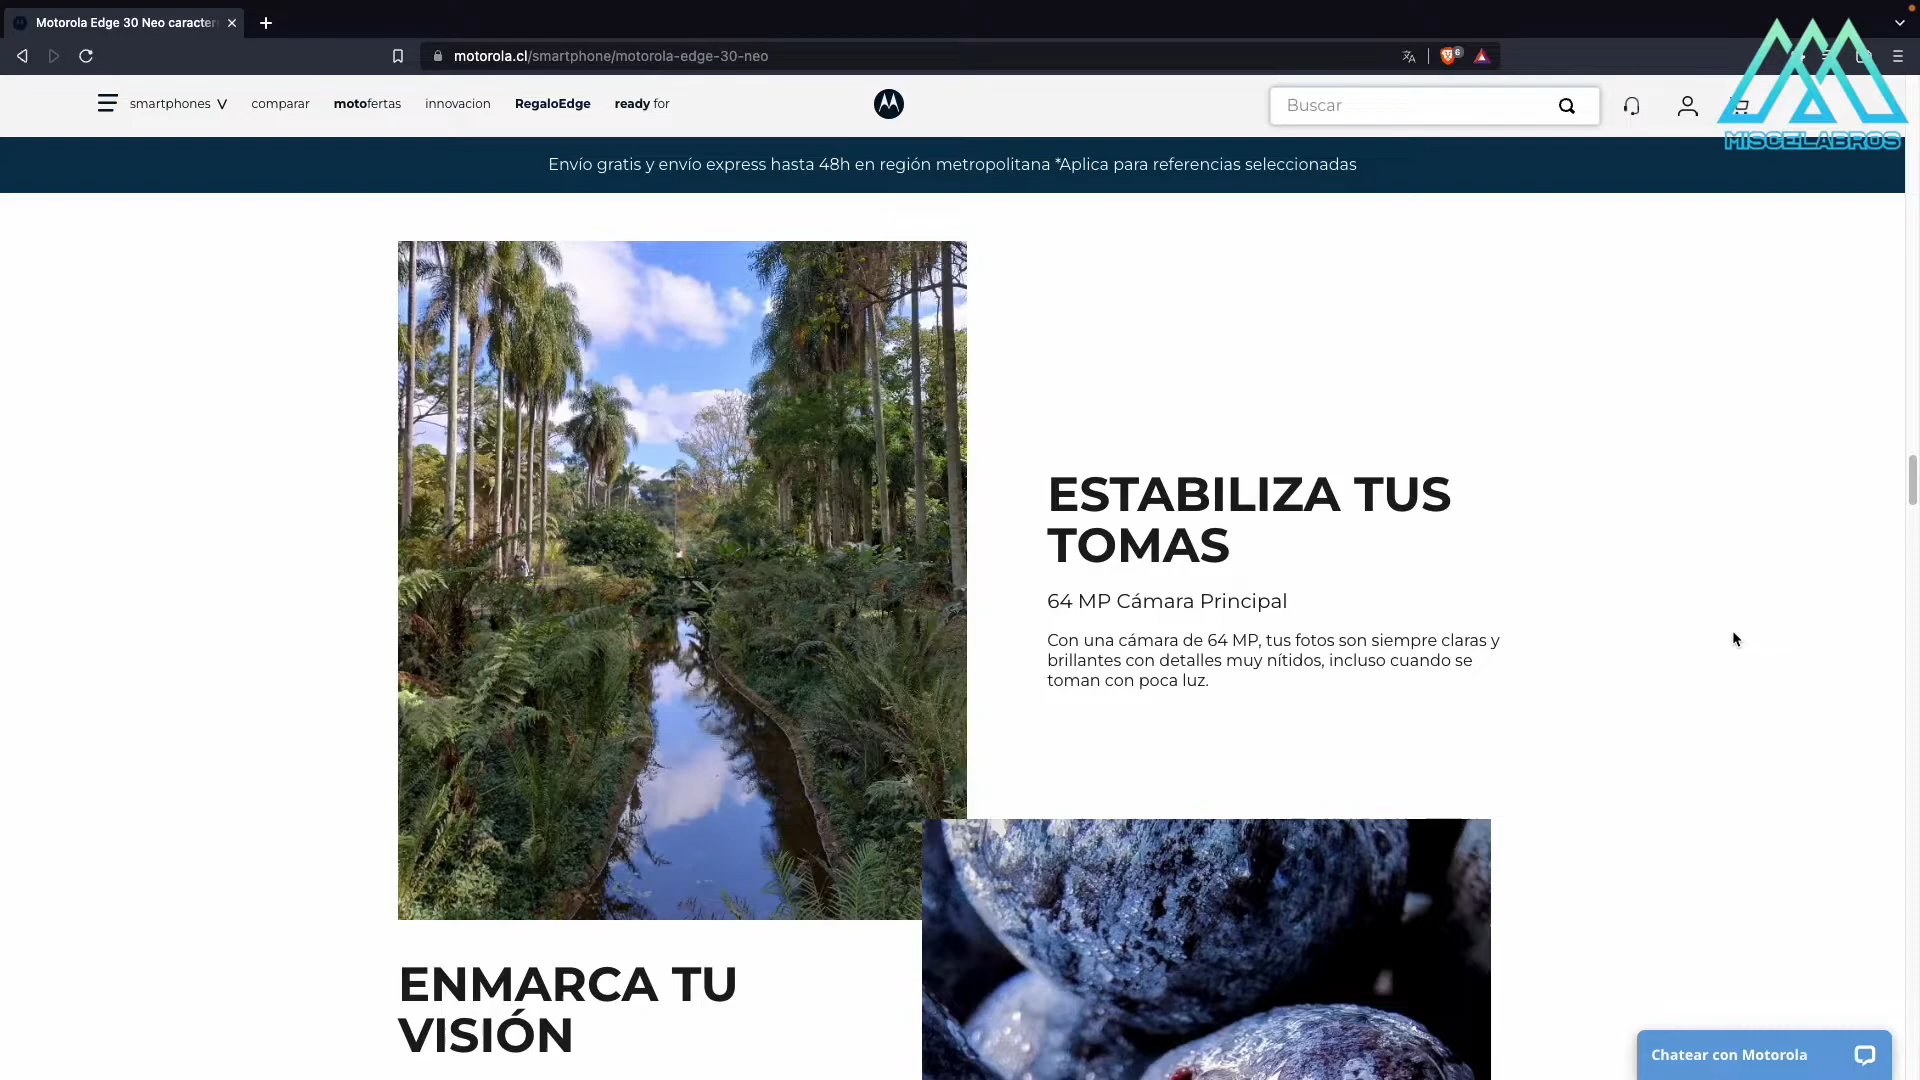 Motorola Edge 30 Neo caracter
motorola.cl/smartphone/motorola-edge-30-neo
6
smartphones
comparar
motofertas
innovacion
RegaloEdge
ready for
Buscar
MISCELABROS
Envío gratis y envío express hasta 48h en región metropolitana *Aplica para referencias seleccionadas
ESTABILIZA TUS
TOMAS
64 MP Cámara Principal
Con una cámara de 64 MP, tus fotos son siempre claras y
brillantes con detalles muy nítidos, incluso cuando se
toman con poca luz.
ENMARCA TU
VISIÓN
Chatear con Motorola